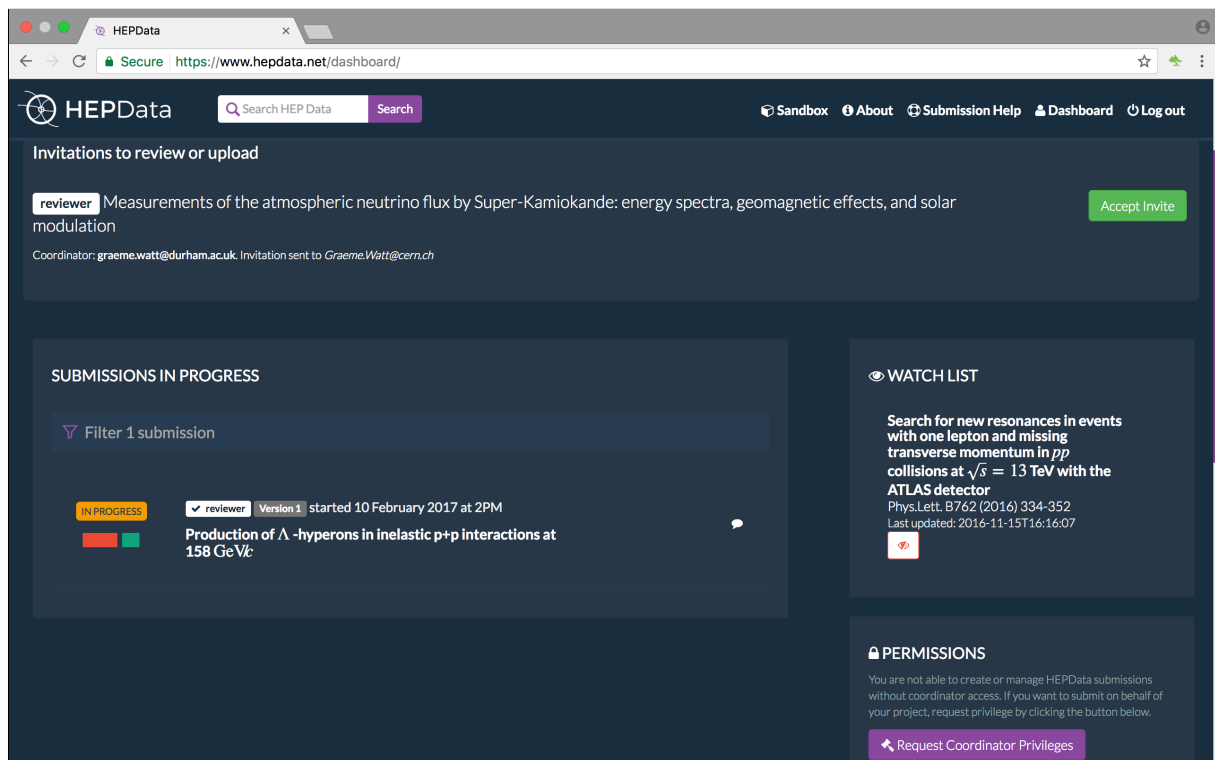 HEPData
Secure https://www.hepdata.net/dashboard/
HEPData Search HEP Data Search Sandbox About Submission Help Dashboard Log out
Invitations to review or upload
reviewer Measurements of the atmospheric neutrino flux by Super-Kamiokande: energy spectra, geomagnetic effects, and solar
modulation
Accept Invite
Coordinator: graeme.watt@durham.ac.uk. Invitation sent to Graeme.Watt@cern.ch
SUBMISSIONS IN PROGRESS
Filter 1 submission
IN PROGRESS
reviewer Version 1 started 10 February 2017 at 2PM
Production of Λ -hyperons in inelastic p+p interactions at
158 GeV/c
WATCH LIST
Search for new resonances in events
with one lepton and missing
transverse momentum in pp
collisions at √s = 13 TeV with the
ATLAS detector
Phys.Lett. B762 (2016) 334-352
Last updated: 2016-11-15T16:16:07
PERMISSIONS
You are not able to create or manage HEPData submissions
without coordinator access. If you want to submit on behalf of
your project, request privilege by clicking the button below.
Request Coordinator Privileges